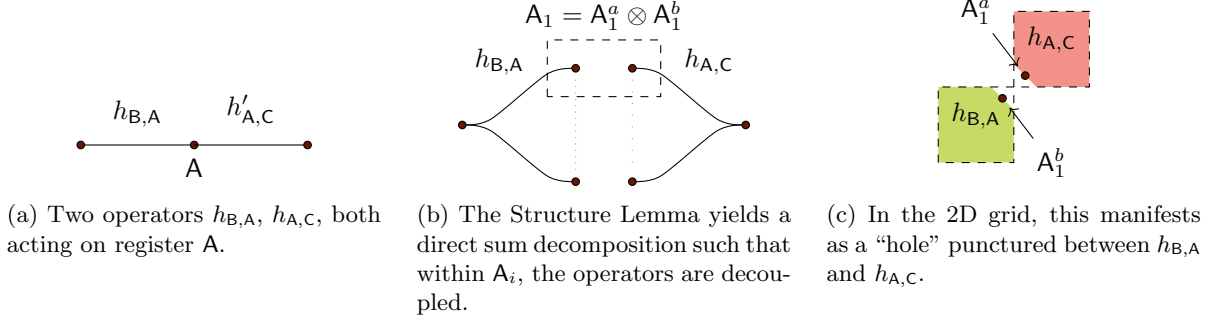 h_{B,A}
h'_{A,C}
A
(a) Two operators h_{B,A}, h_{A,C}, both
acting on register A.
A_1 = A_1^a ⊗ A_1^b
h_{B,A}
h_{A,C}
(b) The Structure Lemma yields a
direct sum decomposition such that
within A_i, the operators are decou-
pled.
A_1^a
h_{A,C}
h_{B,A}
A_1^b
(c) In the 2D grid, this manifests
as a “hole” punctured between h_{B,A}
and h_{A,C}.